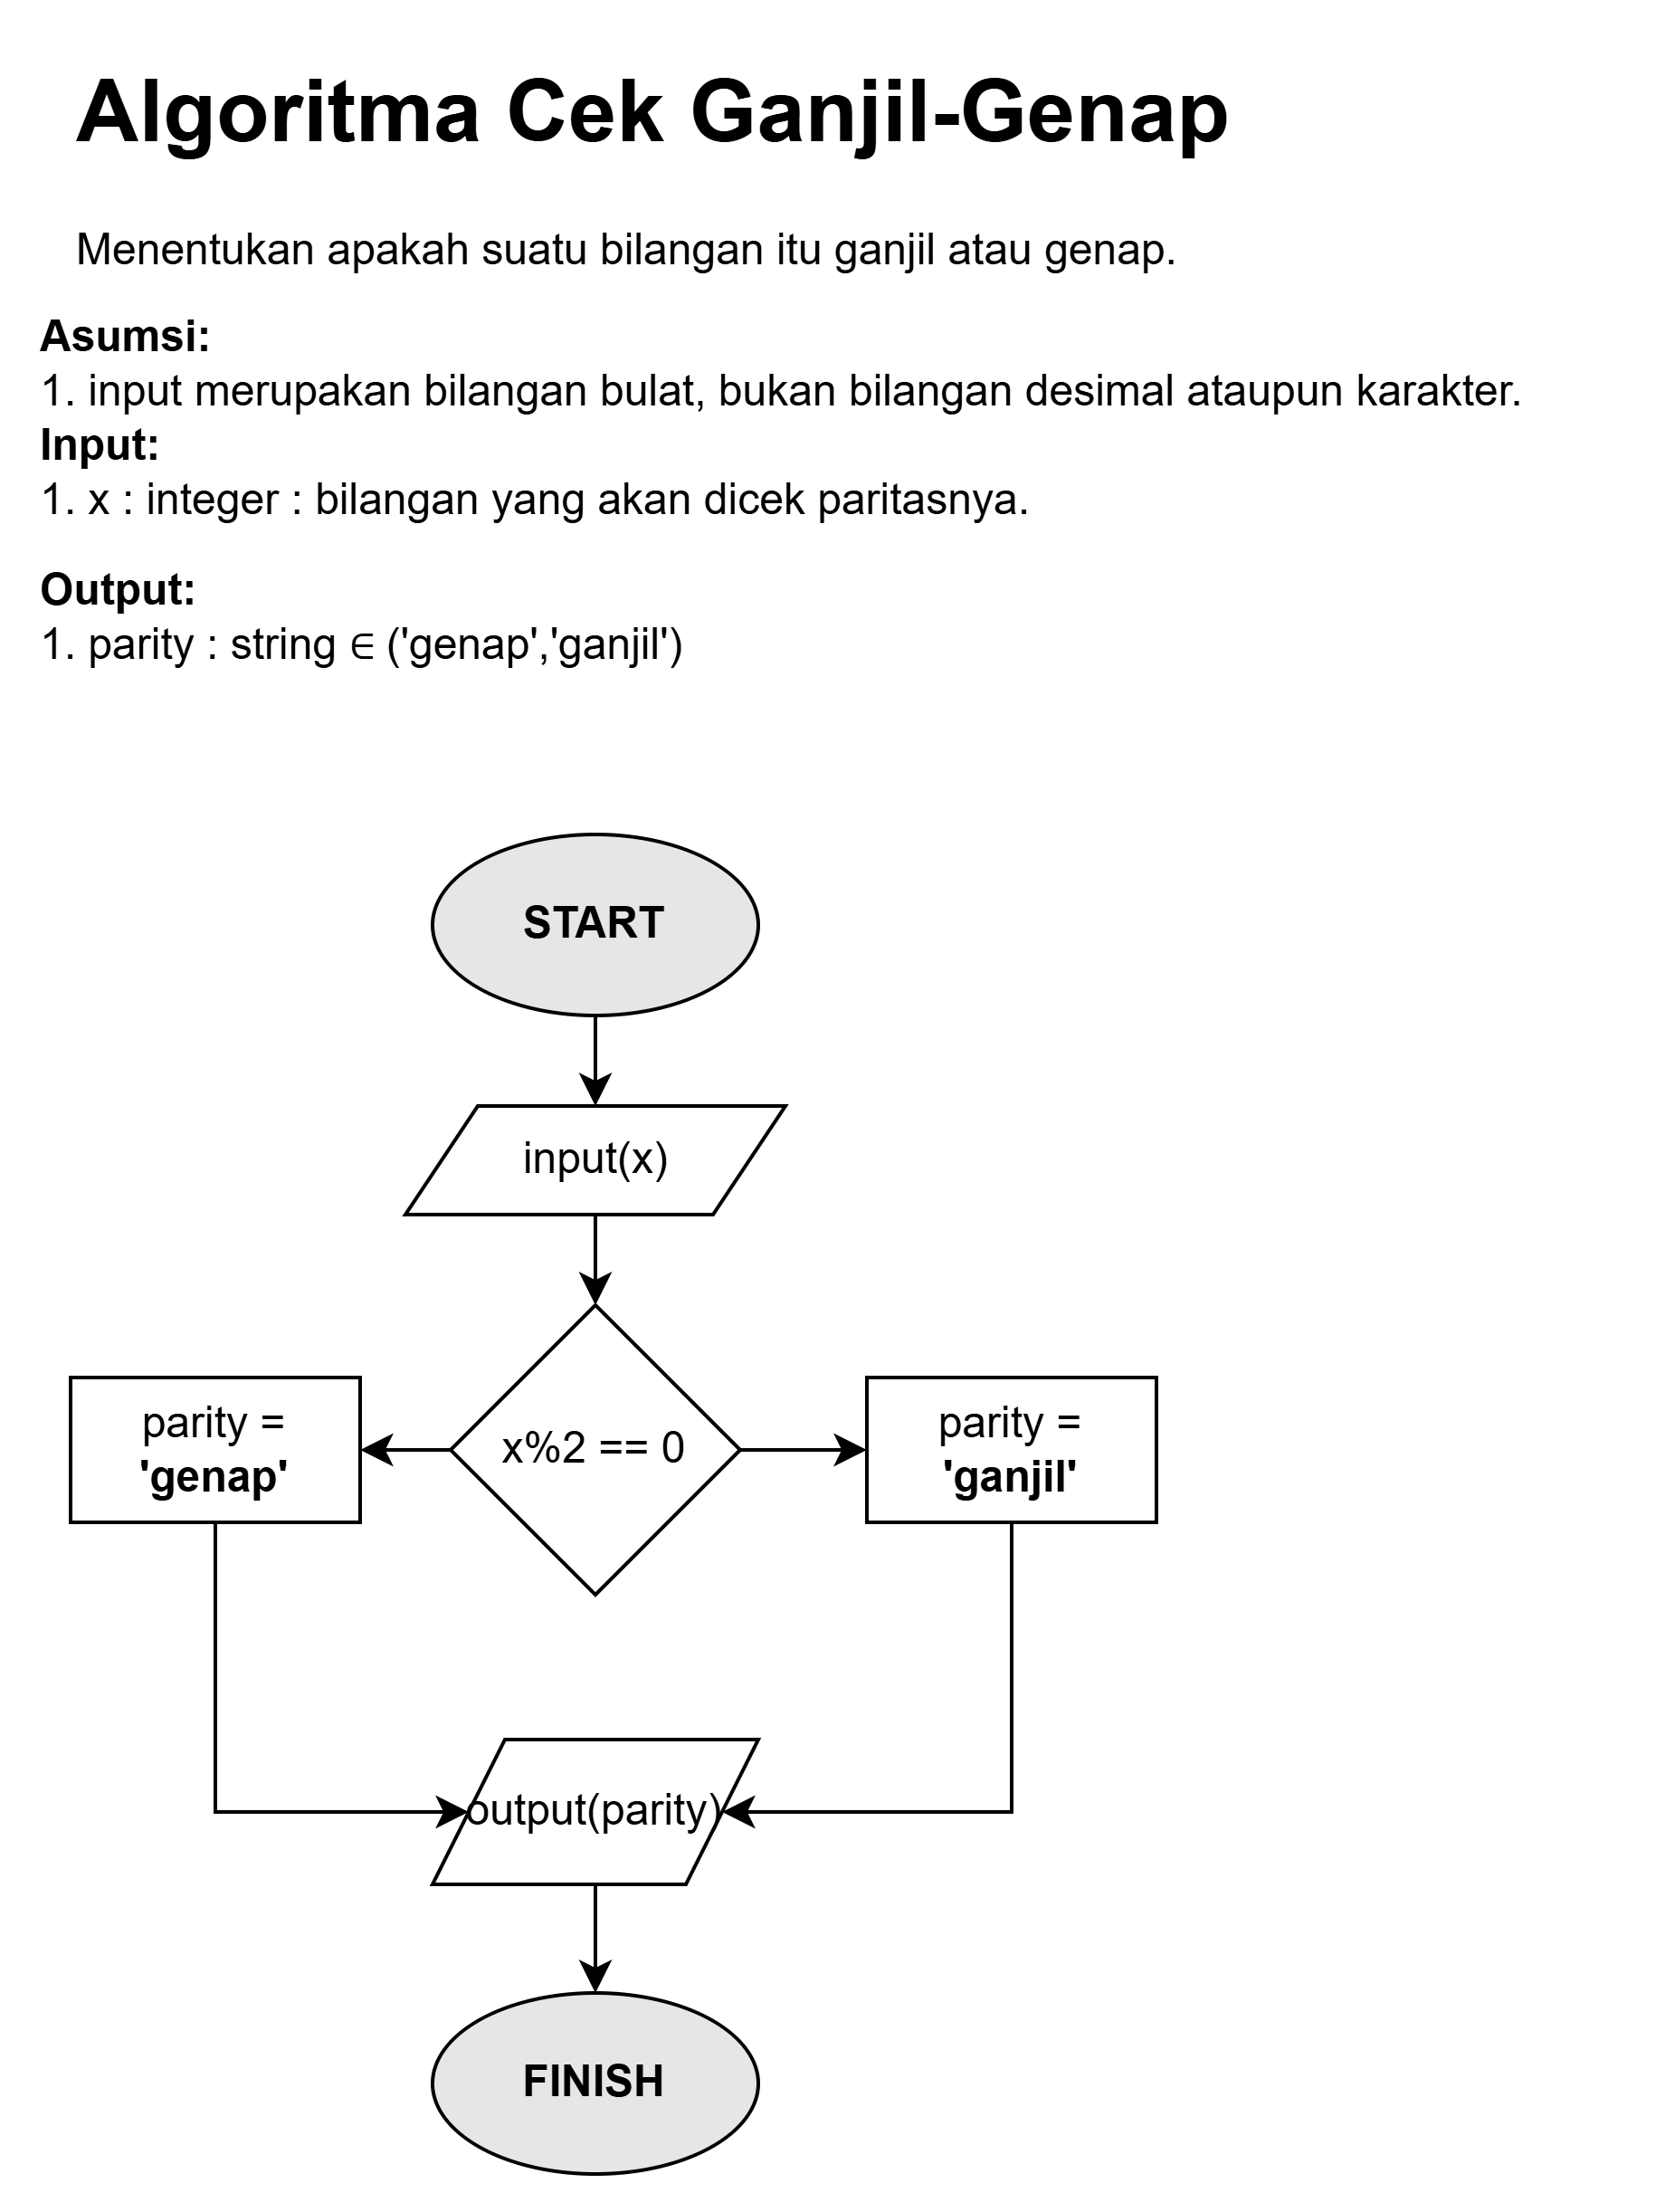 Algoritma Cek Ganjil-Genap
Menentukan apakah suatu bilangan itu ganjil atau genap.
Asumsi:
1. input merupakan bilangan bulat, bukan bilangan desimal ataupun karakter.
Input:
1. x : integer : bilangan yang akan dicek paritasnya.
Output:
1. parity : string ∈ ('genap','ganjil')
START
input(x)
parity =
'genap'
x%2 == 0
parity =
'ganjil'
output(parity)
FINISH